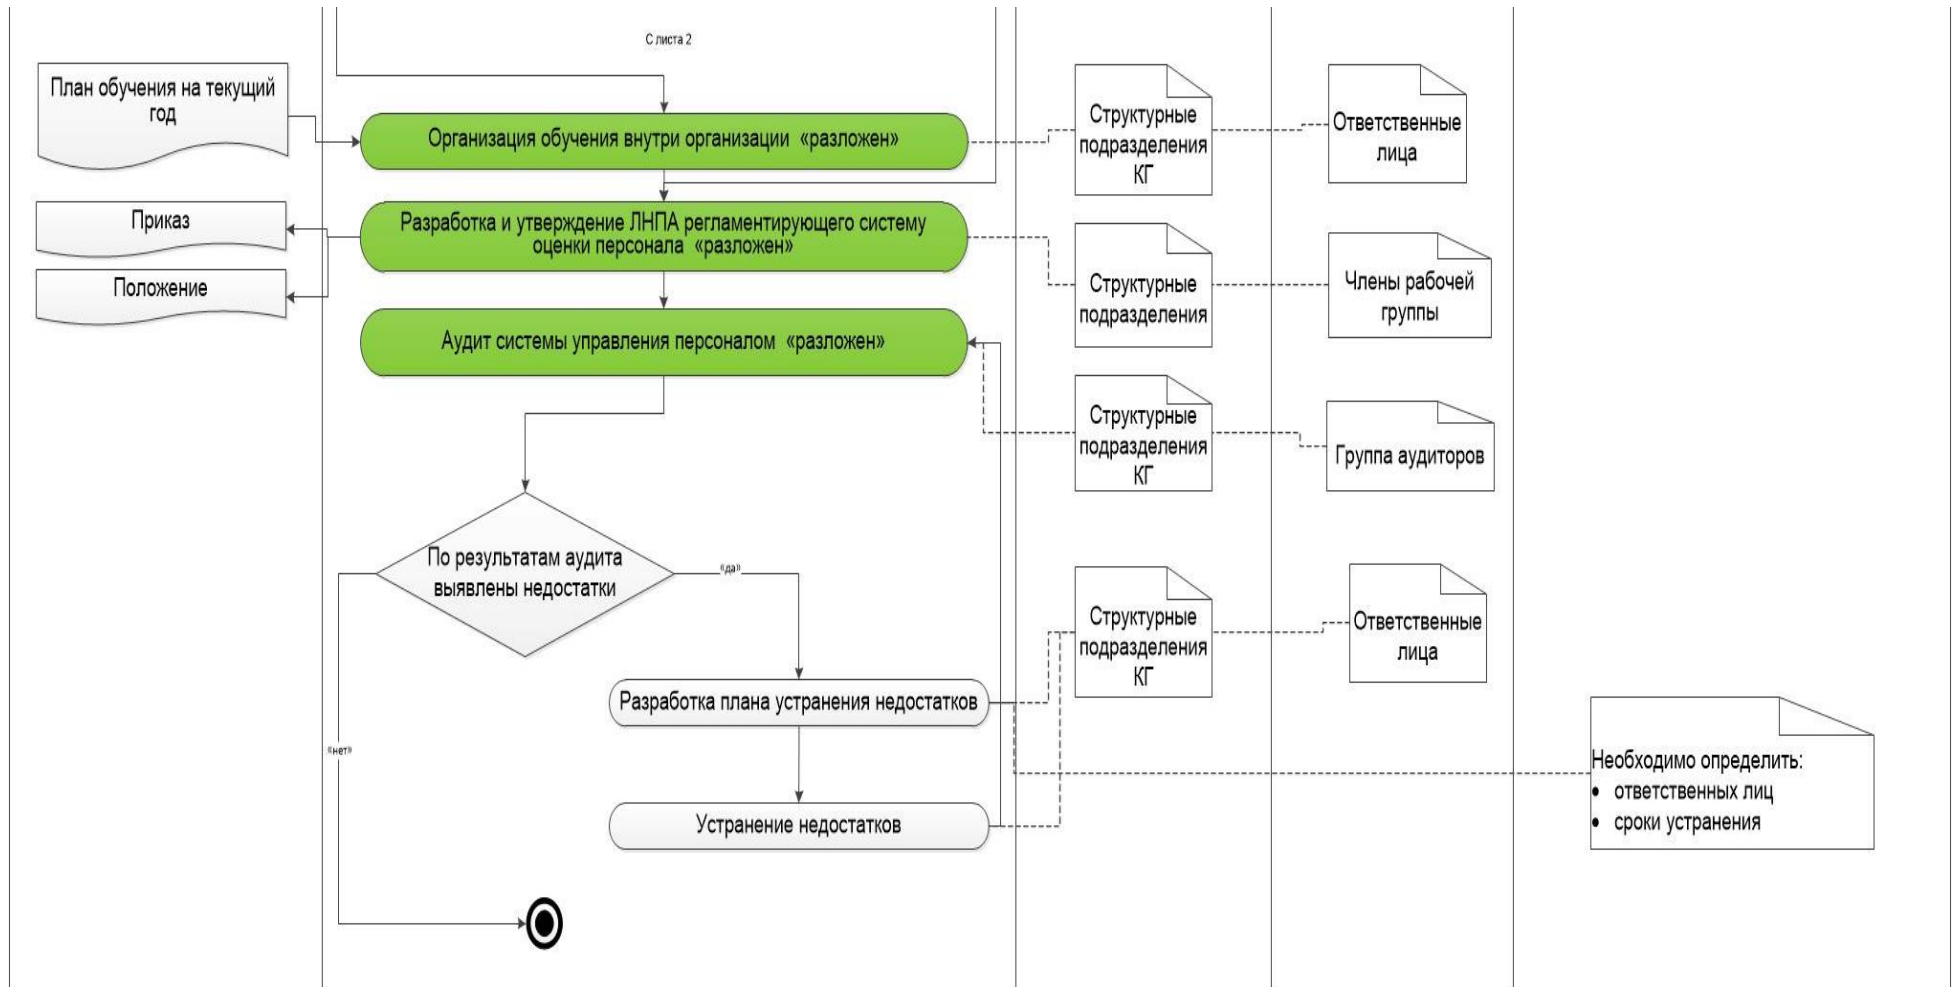 С листа 2
План обучения на текущий
год
Организация обучения внутри организации «разложен»
Структурные
подразделения
КГ
Ответственные
лица
Приказ
Положение
Разработка и утверждение ЛНПА регламентирующего систему
оценки персонала «разложен»
Структурные
подразделения
Члены рабочей
группы
Аудит системы управления персоналом «разложен»
Структурные
подразделения
КГ
Группа аудиторов
По результатам аудита
выявлены недостатки
«да»
«нет»
Структурные
подразделения
КГ
Ответственные
лица
Разработка плана устранения недостатков
Необходимо определить:
• ответственных лиц
• сроки устранения
Устранение недостатков